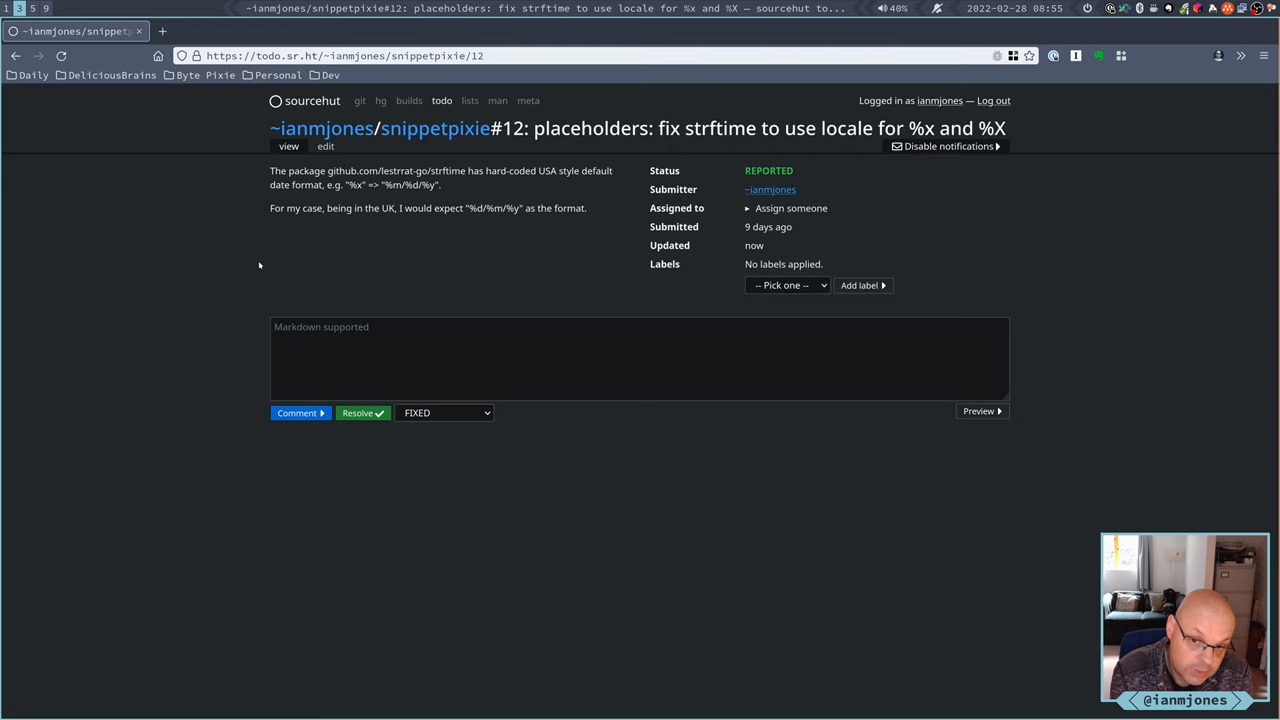 1 3 5 9 ~ianmjones/snippetpixie#12: placeholders: fix strftime to use locale for %x and %X — sourcehut to... 40% 2022-02-28 08:55
~ianmjones/snippetp
https://todo.sr.ht/~ianmjones/snippetpixie/12
Daily DeliciousBrains Byte Pixie Personal Dev
sourcehut git hg builds todo lists man meta Logged in as ianmjones — Log out
~ianmjones/snippetpixie#12: placeholders: fix strftime to use locale for %x and %X
view edit Disable notifications
The package github.com/lestrrat-go/strftime has hard-coded USA style default
date format, e.g. "%x" => "%m/%d/%y".
For my case, being in the UK, I would expect "%d/%m/%y" as the format.
Status REPORTED
Submitter ~ianmjones
Assigned to Assign someone
Submitted 9 days ago
Updated now
Labels No labels applied.
-- Pick one -- Add label
Markdown supported
Comment Resolve FIXED Preview
@ianmjones